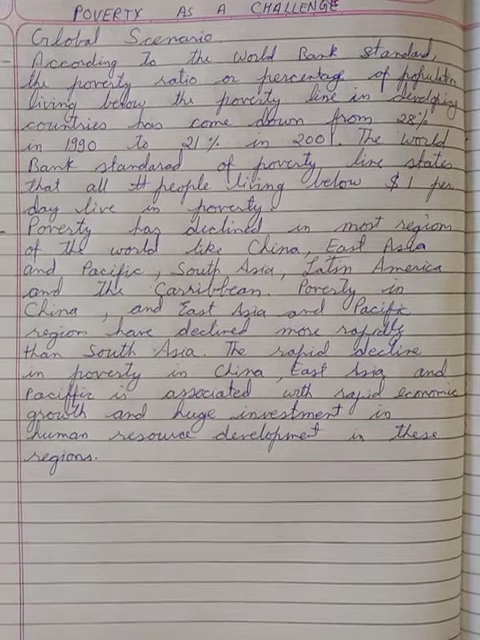 POVERTY AS A CHALLENGE
Global Scenario
According to the World Bank standard,
the poverty ratio or percentage of population
living below the poverty line in developing
countries has come down from 28%
in 1990 to 21% in 2001. The world
Bank standarad of poverty line states
that all people living below $1 per
day live in poverty.
Poverty has declined in most region
of the world like China, East Asia
and Pacific, South Asia, Latin America
and the Carribbean. Poverty in
China, and East Asia and Pacific
region have declined more rapidly
than South Asia. The rapid decline
in poverty in China, East Asia and
Paciffic is associated with rapid economic
growth and huge investment in
human resource development in these
regions.